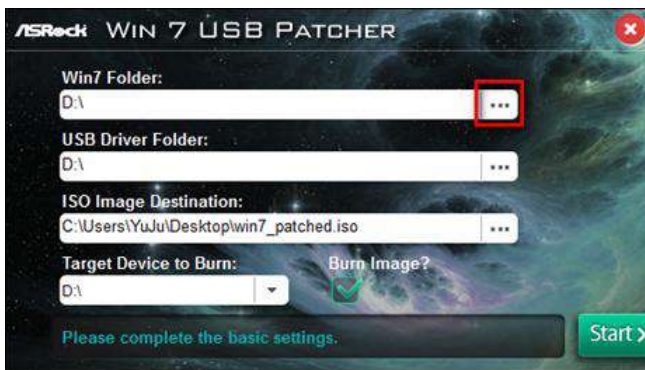 ASRock WIN 7 USB PATCHER
Win7 Folder:
D:\
...
USB Driver Folder:
D:\
...
ISO Image Destination:
C:\Users\YuJu\Desktop\win7_patched.iso
...
Target Device to Burn: Burn Image?
D:\
Please complete the basic settings.
Start